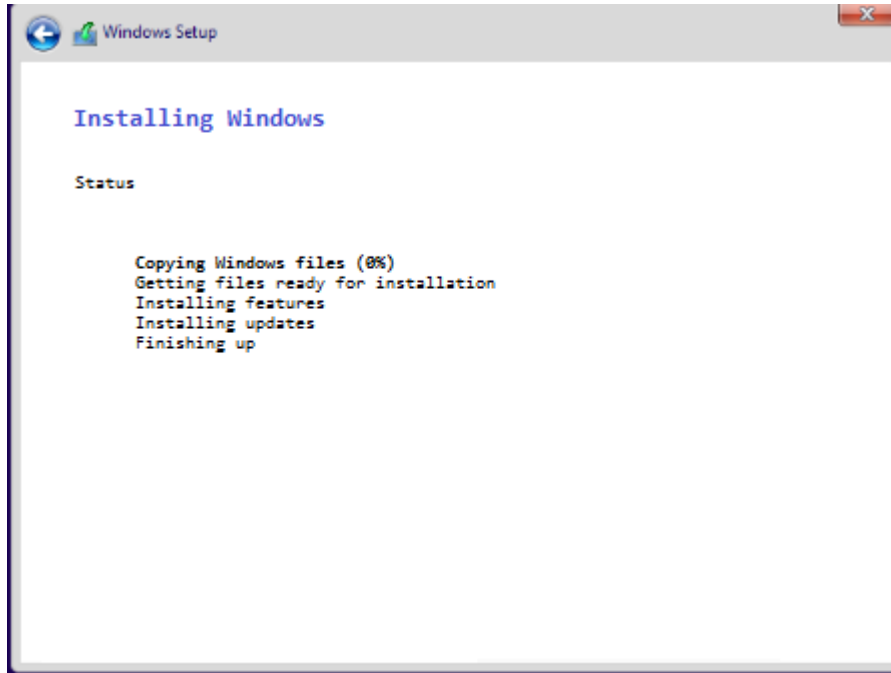 Windows Setup
Installing Windows
Status
Copying Windows files (0%)
Getting files ready for installation
Installing features
Installing updates
Finishing up